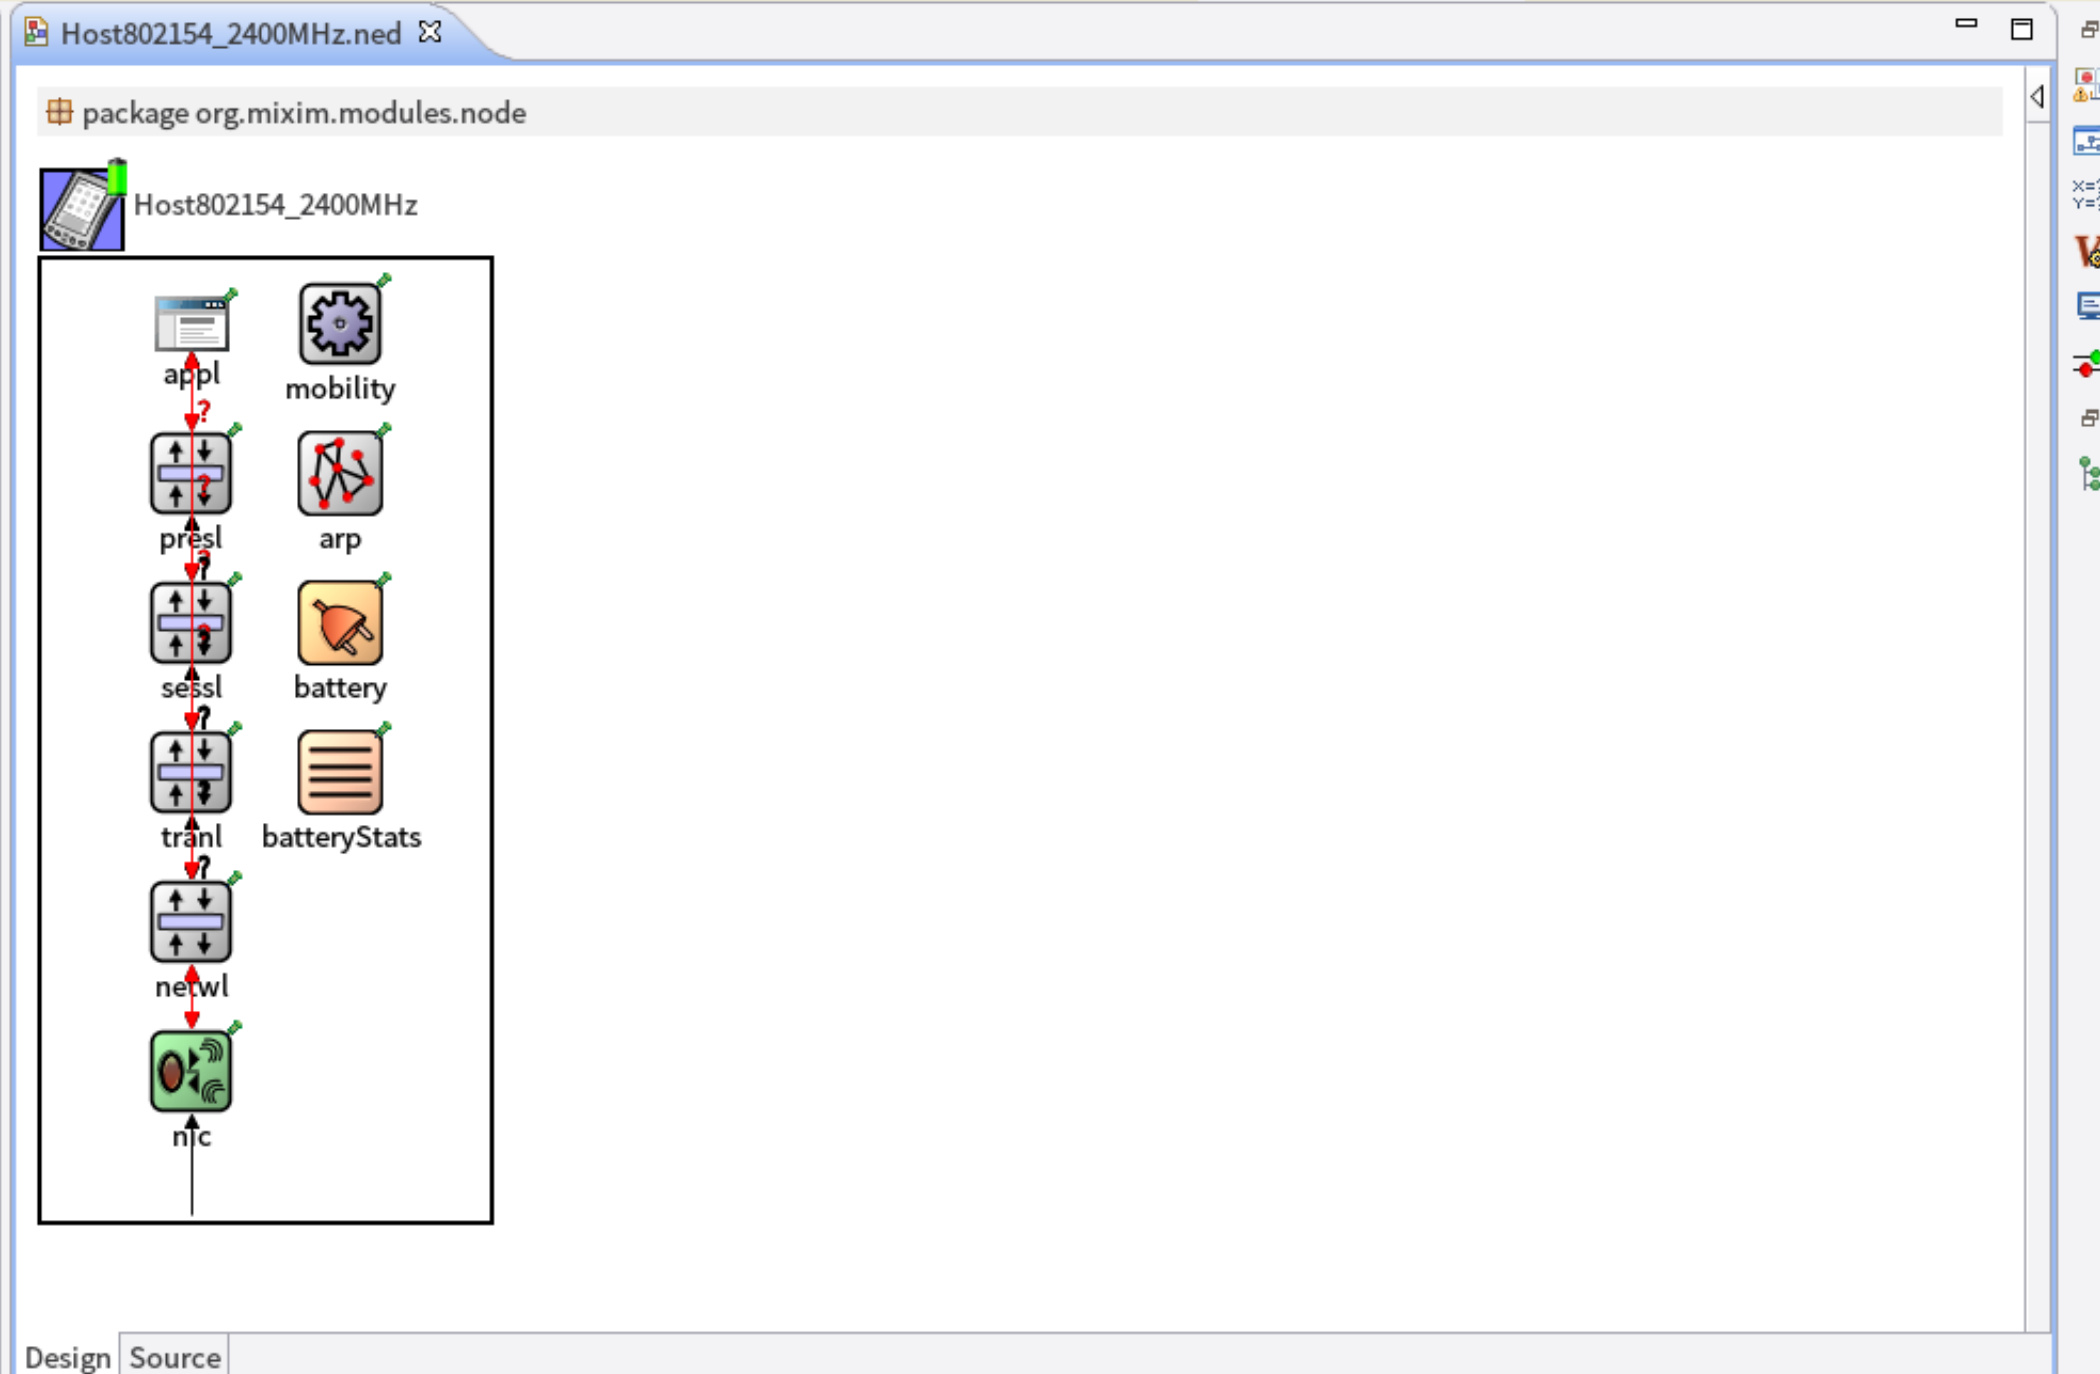 Host802154_2400MHz.ned
package org.mixim.modules.node
Host802154_2400MHz
appl
mobility
?
?
presl
arp
?
?
sessl
battery
?
?
tranl
batteryStats
?
netwl
nic
Design
Source
X=?
Y=?